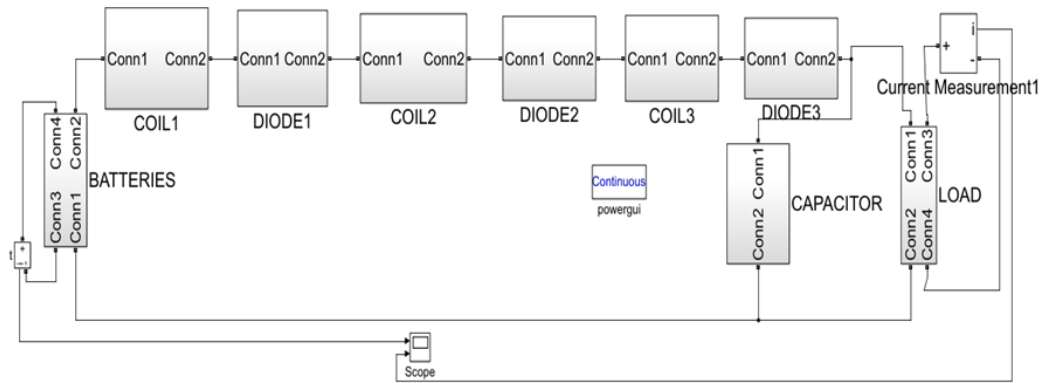 Conn1 Conn2
COIL1
Conn1 Conn2
DIODE1
Conn1 Conn2
COIL2
Conn1 Conn2
DIODE2
Conn1 Conn2
COIL3
Conn1 Conn2
DIODE3
i
+
-
Current Measurement1
Conn4
Conn2
Conn3
Conn1
BATTERIES
+
Continuous
powergui
Conn1
Conn2
CAPACITOR
Conn1
Conn3
Conn2
Conn4
LOAD
Scope